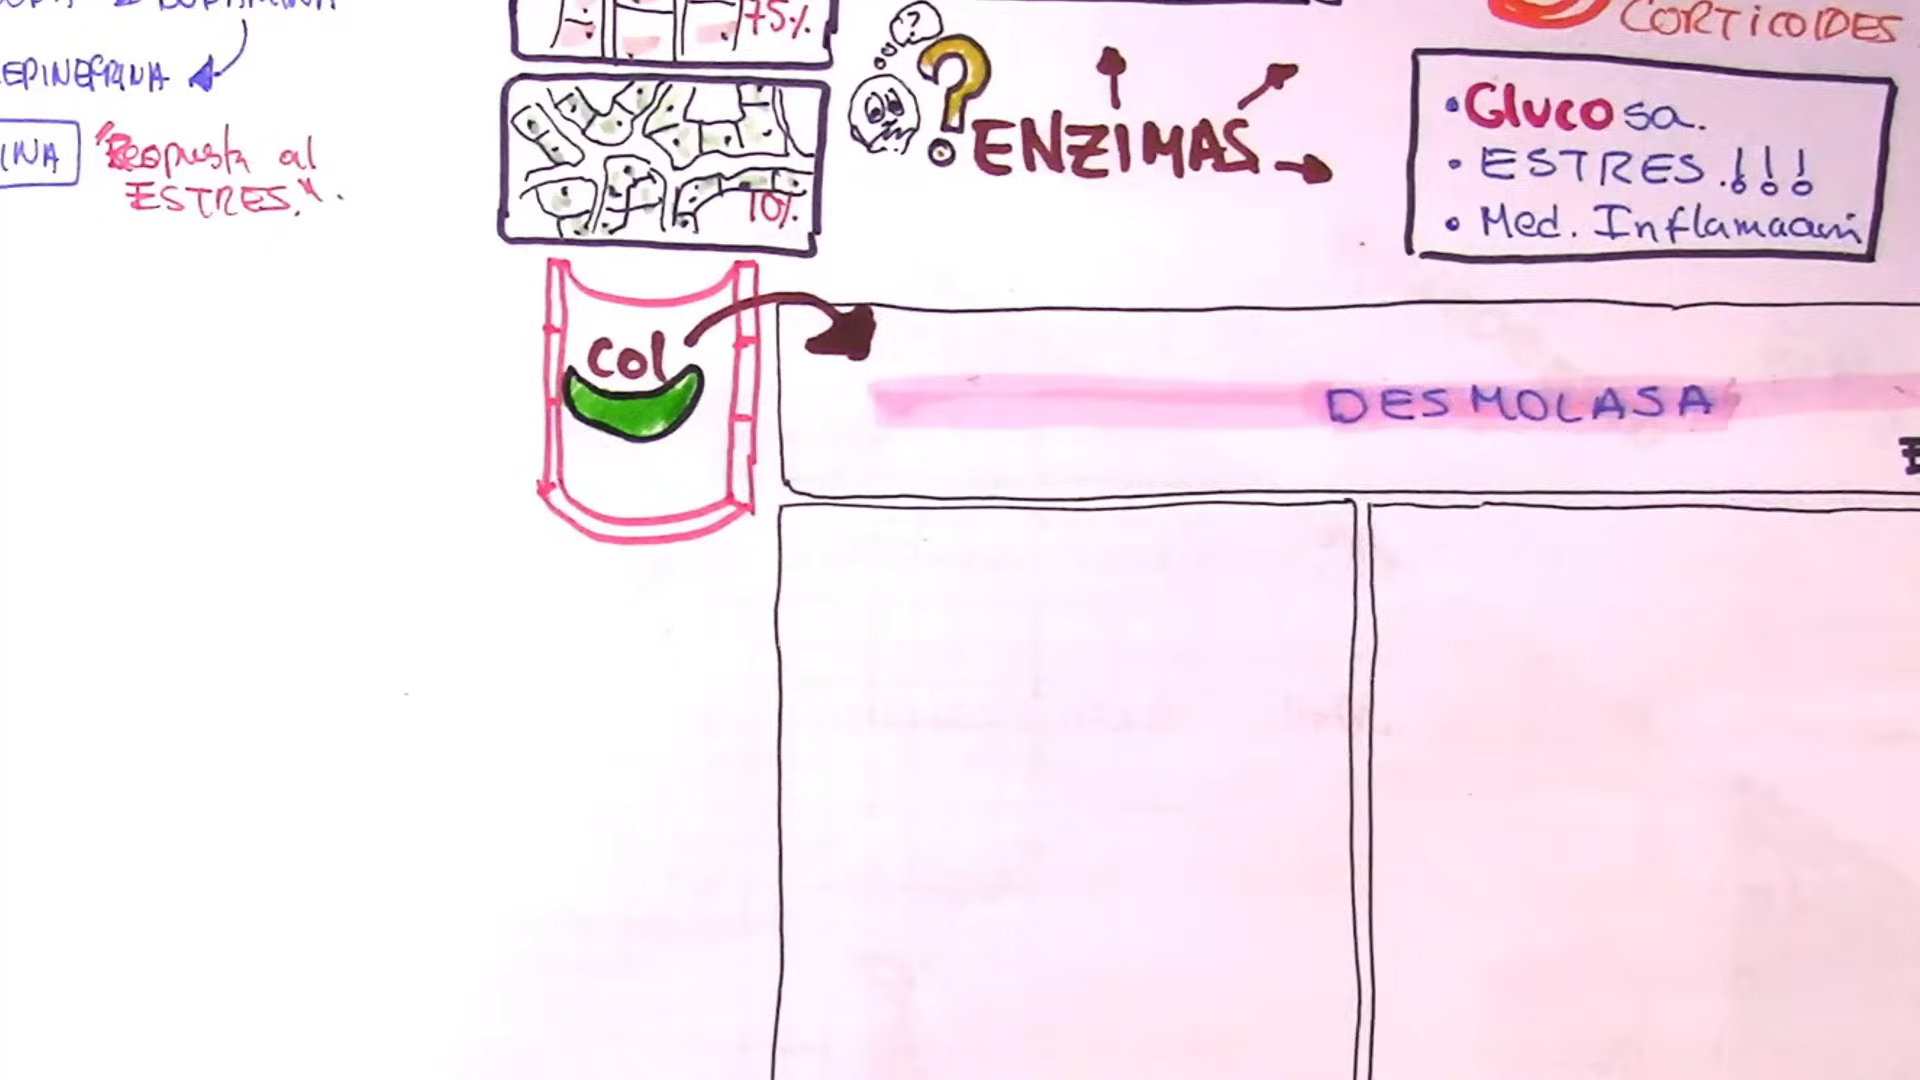 75%
CORTICOIDES
EPINEFRINA
INA
"Respuesta al
ESTRES".
10%.
?
? ENZIMAS
•Glucosa.
• ESTRES.!!!
• Med. Inflamación
Col
DESMOLASA